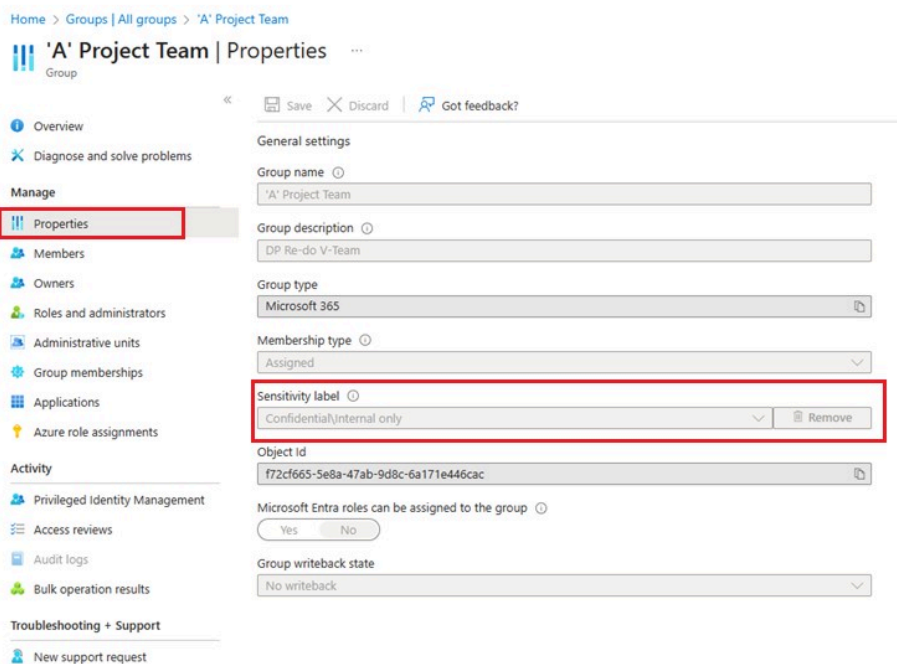 Home > Groups | All groups > 'A' Project Team
'A' Project Team | Properties ...
Group
«
Overview
Diagnose and solve problems
Manage
Properties
Members
Owners
Roles and administrators
Administrative units
Group memberships
Applications
Azure role assignments
Activity
Privileged Identity Management
Access reviews
Audit logs
Bulk operation results
Troubleshooting + Support
New support request
Save Discard | Got feedback?
General settings
Group name
'A' Project Team
Group description
DP Re-do V-Team
Group type
Microsoft 365
Membership type
Assigned
Sensitivity label
Confidential\Internal only Remove
Object Id
f72cf665-5e8a-47ab-9d8c-6a171e446cac
Microsoft Entra roles can be assigned to the group
Yes No
Group writeback state
No writeback